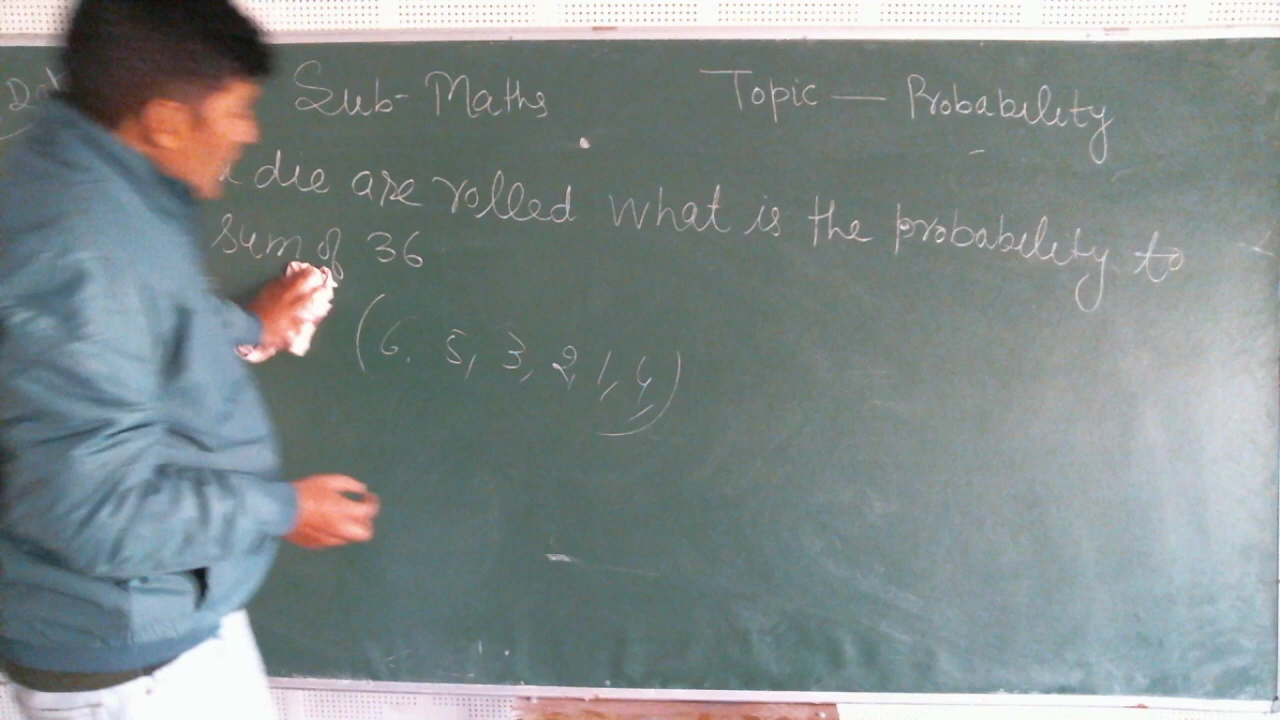 Sub- Maths Topic — Probability
die are rolled what is the probability to
sum of 36
(6, 5, 3, 2, 1, 4)